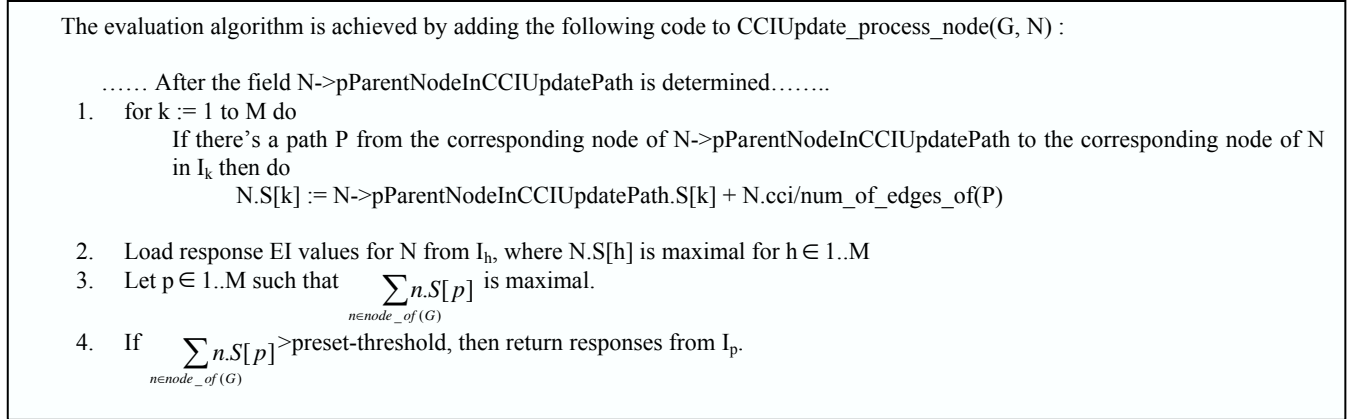 The evaluation algorithm is achieved by adding the following code to CCIUpdate_process_node(G, N) :
…… After the field N->pParentNodeInCCIUpdatePath is determined……..
1. for k := 1 to M do
If there's a path P from the corresponding node of N->pParentNodeInCCIUpdatePath to the corresponding node of N
in Iₖ then do
N.S[k] := N->pParentNodeInCCIUpdatePath.S[k] + N.cci/num_of_edges_of(P)
2. Load response EI values for N from Iₕ, where N.S[h] is maximal for h ∈ 1..M
3. Let p ∈ 1..M such that ∑n.S[p] is maximal.
n∈node_of(G)
4. If ∑n.S[p] >preset-threshold, then return responses from Iₚ.
n∈node_of(G)